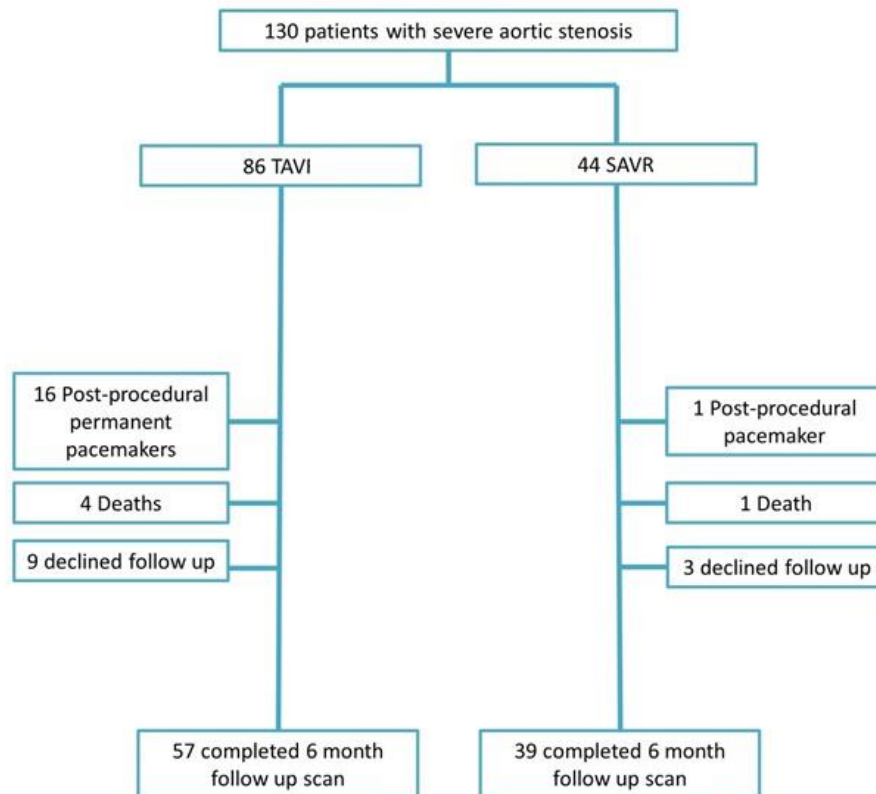 130 patients with severe aortic stenosis
86 TAVI
44 SAVR
16 Post-procedural
permanent
pacemakers
1 Post-procedural
pacemaker
4 Deaths
1 Death
9 declined follow up
3 declined follow up
57 completed 6 month
follow up scan
39 completed 6 month
follow up scan